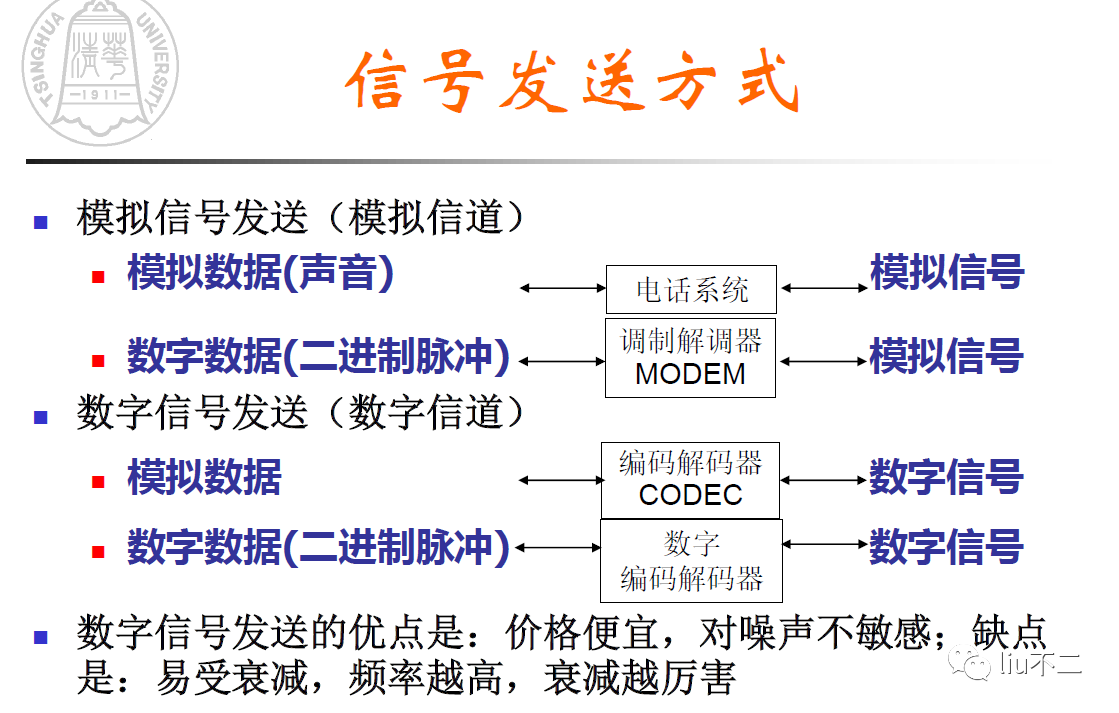 TSINGHUA UNIVERSITY
清華
1911
信号发送方式
模拟信号发送（模拟信道）
模拟数据(声音)
电话系统
模拟信号
数字数据(二进制脉冲)
调制解调器
MODEM
模拟信号
数字信号发送（数字信道）
模拟数据
编码解码器
CODEC
数字信号
数字数据(二进制脉冲)
数字
编码解码器
数字信号
数字信号发送的优点是：价格便宜，对噪声不敏感；缺点
是：易受衰减，频率越高，衰减越厉害
liu不二